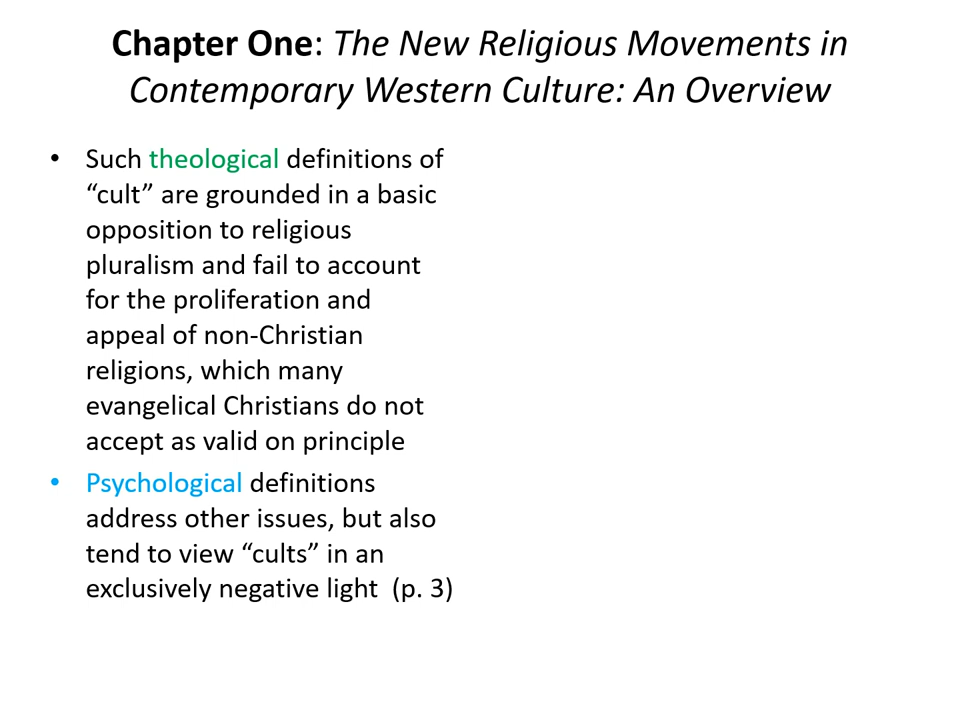 Chapter One: The New Religious Movements in
Contemporary Western Culture: An Overview
• Such theological definitions of
“cult” are grounded in a basic
opposition to religious
pluralism and fail to account
for the proliferation and
appeal of non-Christian
religions, which many
evangelical Christians do not
accept as valid on principle
• Psychological definitions
address other issues, but also
tend to view “cults” in an
exclusively negative light (p. 3)